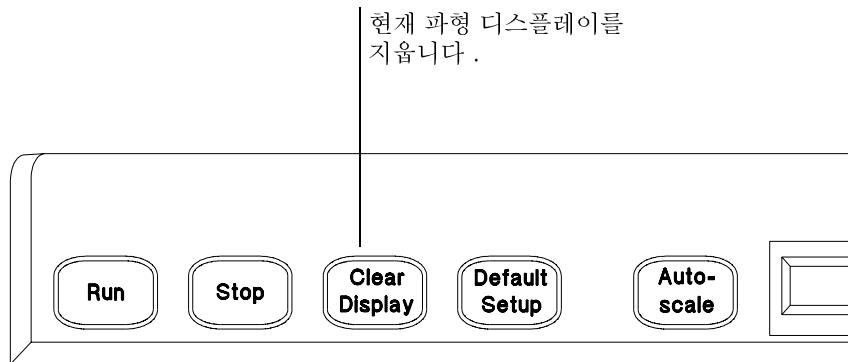 현재 파형 디스플레이를
지웁니다 .
Run
Stop
Clear
Display
Default
Setup
Auto-
scale